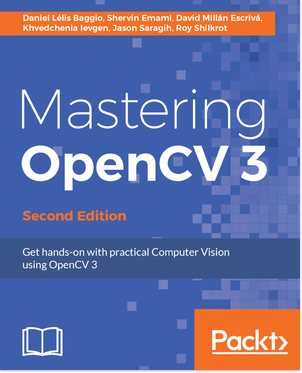 Daniel Lélis Baggio, Shervin Emami, David Millán Escrivá,
Khvedchenia Ievgen, Jason Saragih, Roy Shilkrot
Mastering
OpenCV 3
Second Edition
Get hands-on with practical Computer Vision
using OpenCV 3
Packt>